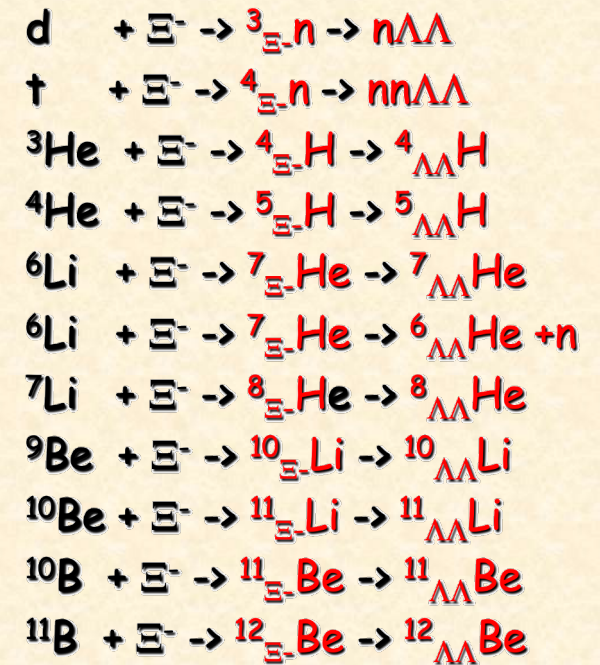 d + Ξ⁻ -> ³Ξ-n -> nΛΛ
t + Ξ⁻ -> ⁴Ξ-n -> nnΛΛ
³He + Ξ⁻ -> ⁴Ξ-H -> ⁴ΛΛH
⁴He + Ξ⁻ -> ⁵Ξ-H -> ⁵ΛΛH
⁶Li + Ξ⁻ -> ⁷Ξ-He -> ⁷ΛΛHe
⁶Li + Ξ⁻ -> ⁷Ξ-He -> ⁶ΛΛHe +n
⁷Li + Ξ⁻ -> ⁸Ξ-He -> ⁸ΛΛHe
⁹Be + Ξ⁻ -> ¹⁰Ξ-Li -> ¹⁰ΛΛLi
¹⁰Be + Ξ⁻ -> ¹¹Ξ-Li -> ¹¹ΛΛLi
¹⁰B + Ξ⁻ -> ¹¹Ξ-Be -> ¹¹ΛΛBe
¹¹B + Ξ⁻ -> ¹²Ξ-Be -> ¹²ΛΛBe